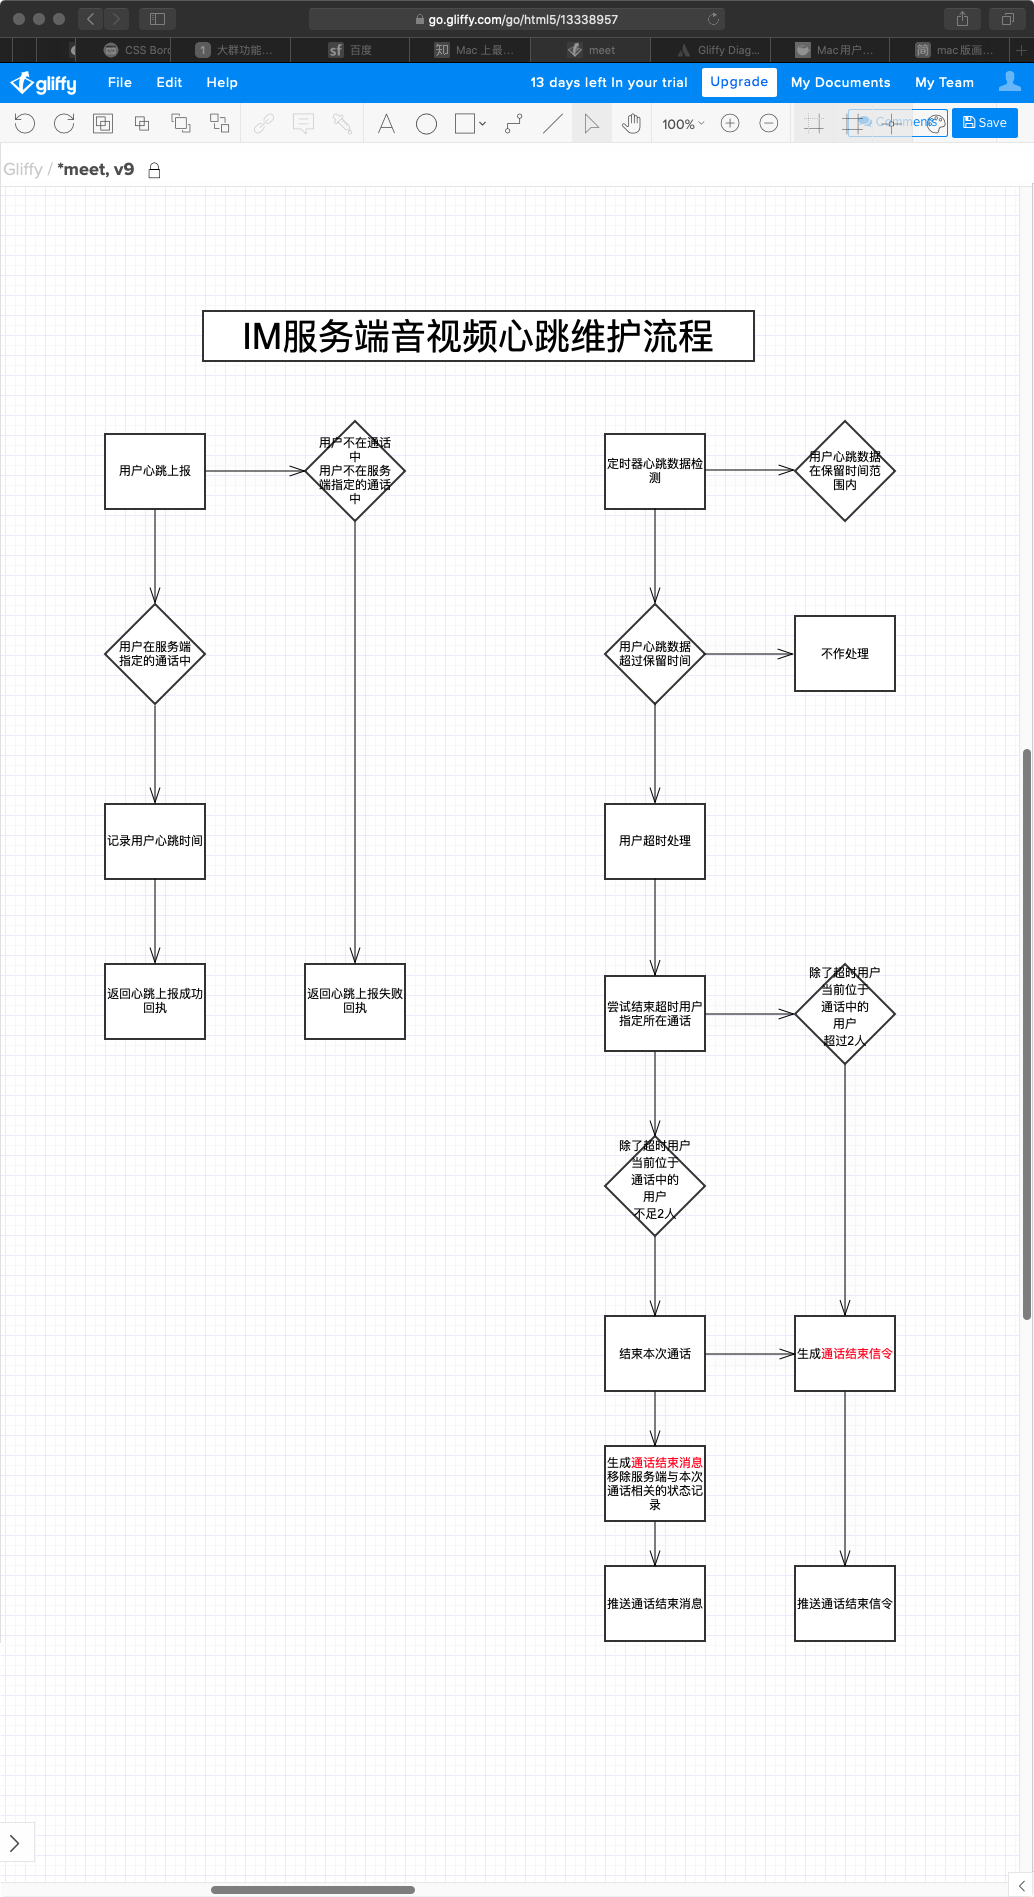 go.gliffy.com/go/html5/13338957
CSS Bord
1 大群功能...
sf 百度
知 Mac 上最...
meet
Gliffy Diag...
Mac用户...
简 mac版画...
gliffy
File
Edit
Help
13 days left In your trial
Upgrade
My Documents
My Team
100%
Comments
Save
Gliffy / *meet, v9
IM服务端音视频心跳维护流程
用户心跳上报
用户不在通话
中
用户不在服务
端指定的通话
中
定时器心跳数据检
测
用户心跳数据
在保留时间范
围内
用户在服务端
指定的通话中
用户心跳数据
超过保留时间
不作处理
记录用户心跳时间
用户超时处理
返回心跳上报成功
回执
返回心跳上报失败
回执
尝试结束超时用户
指定所在通话
除了超时用户
当前位于
通话中的
用户
超过2人
除了超时用户
当前位于
通话中的
用户
不足2人
结束本次通话
生成通话结束信令
生成通话结束消息
移除服务端与本次
通话相关的状态记
录
推送通话结束消息
推送通话结束信令